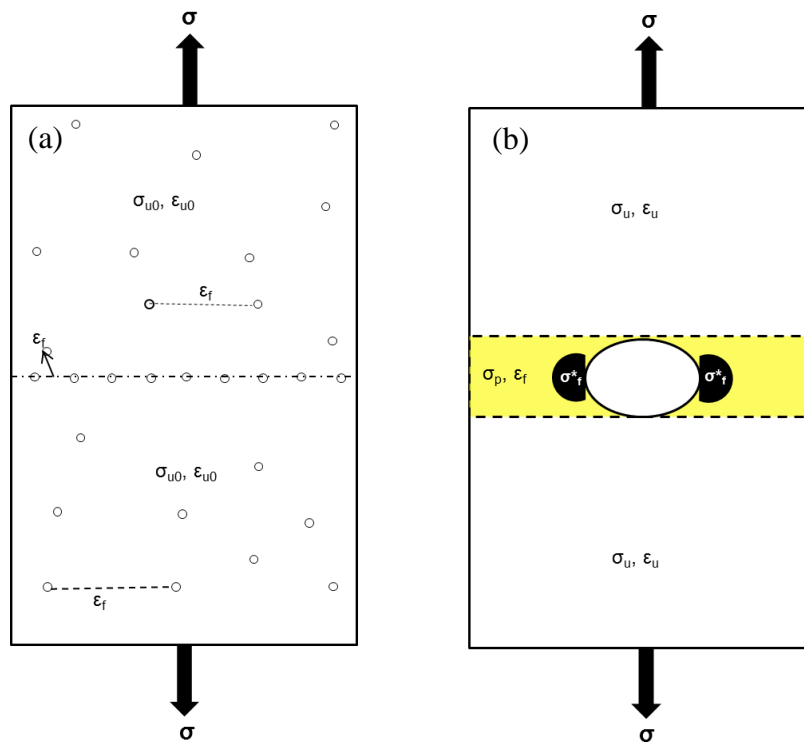 σ
(a)
σu0, εu0
εf
εf
σu0, εu0
εf
σ
σ
(b)
σu, εu
σp, εf
σ*f
σ*f
σu, εu
σ